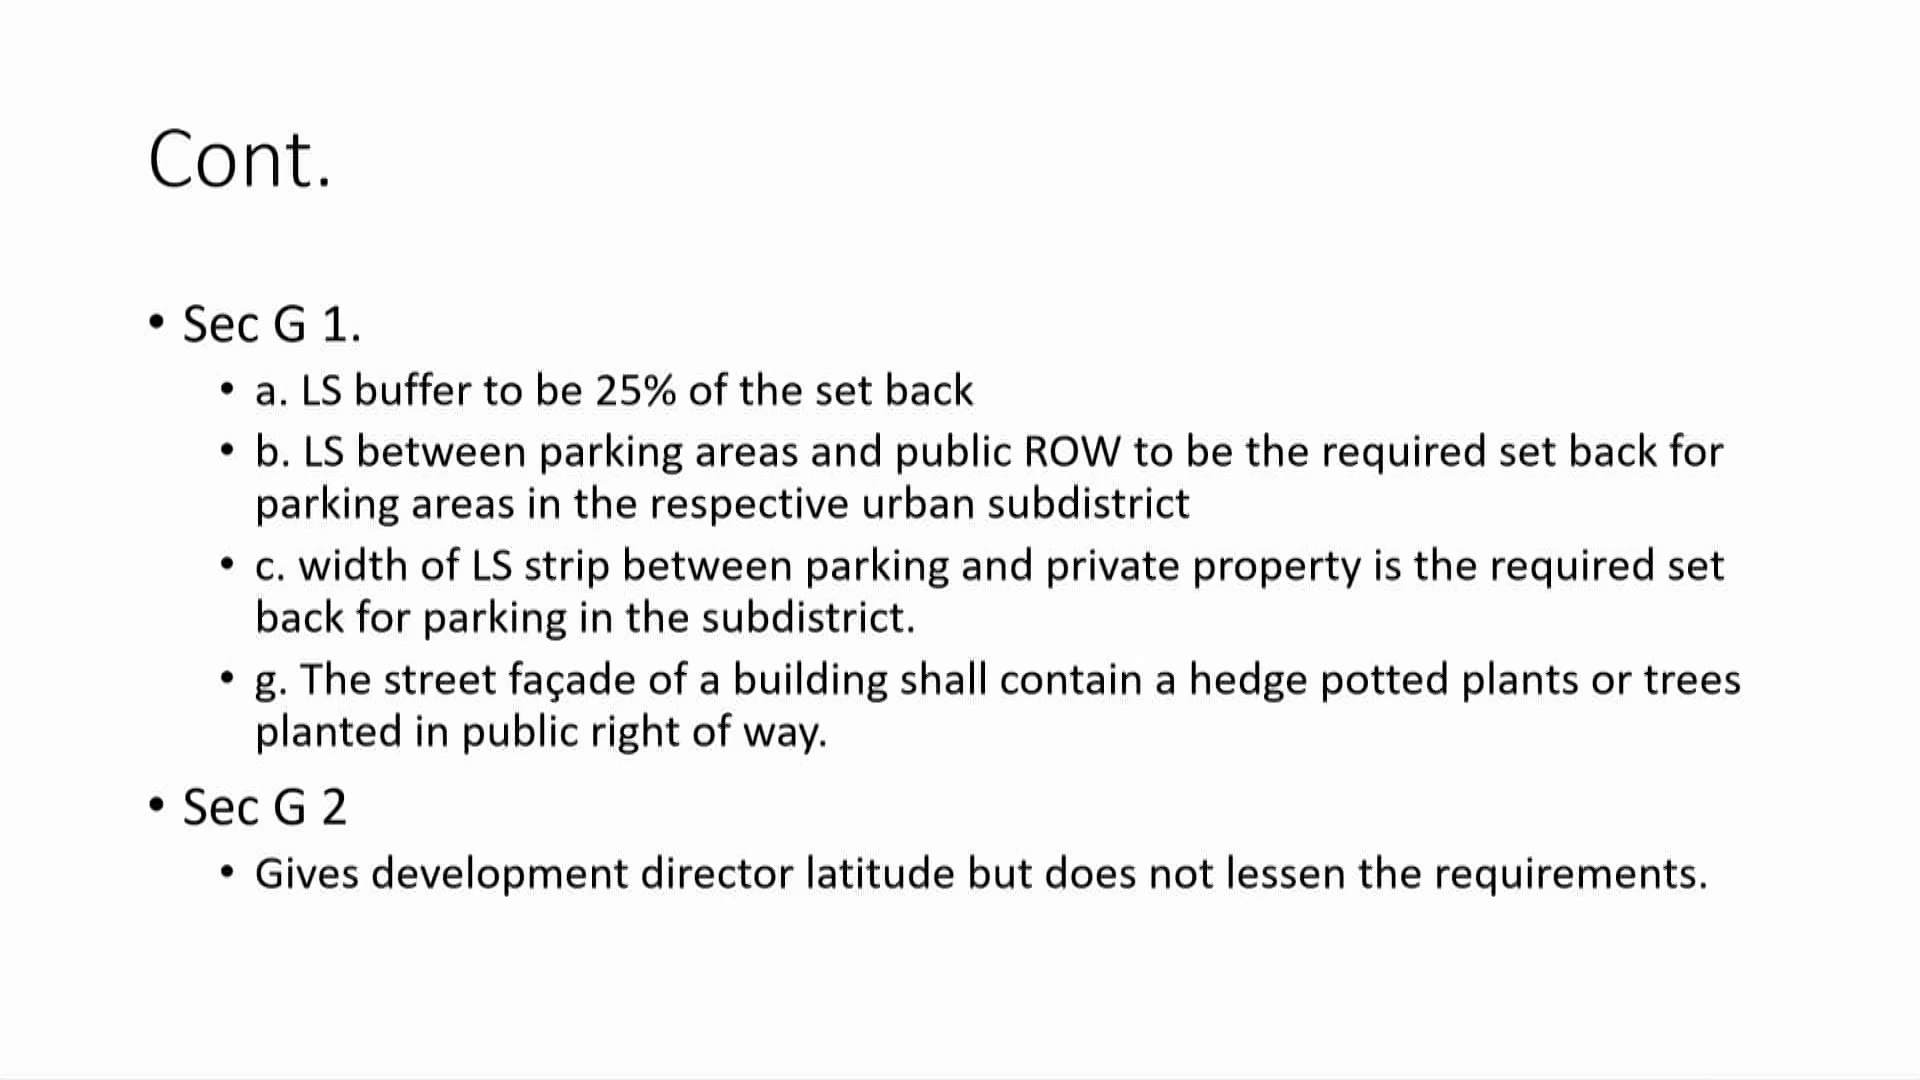 Cont.
• Sec G 1.
• a. LS buffer to be 25% of the set back
• b. LS between parking areas and public ROW to be the required set back for
parking areas in the respective urban subdistrict
• c. width of LS strip between parking and private property is the required set
back for parking in the subdistrict.
• g. The street façade of a building shall contain a hedge potted plants or trees
planted in public right of way.
• Sec G 2
• Gives development director latitude but does not lessen the requirements.